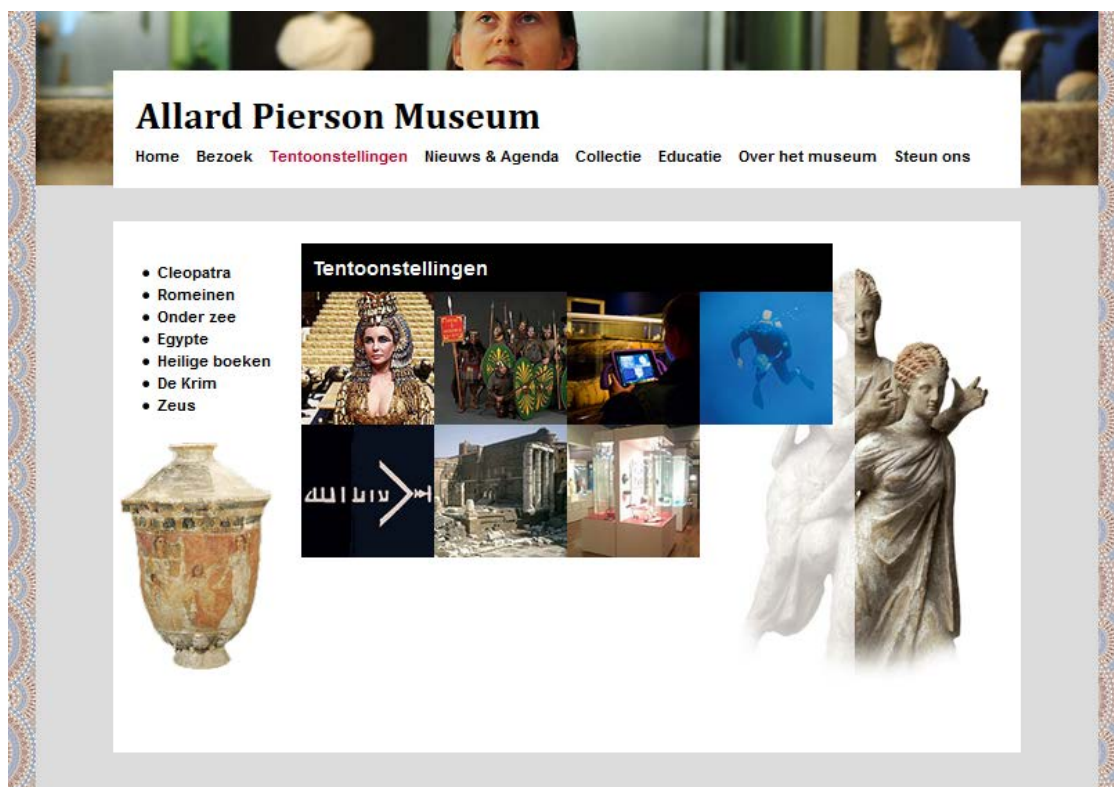 Allard Pierson Museum
Home Bezoek Tentoonstellingen Nieuws & Agenda Collectie Educatie Over het museum Steun ons
• Cleopatra
• Romeinen
• Onder zee
• Egypte
• Heilige boeken
• De Krim
• Zeus
Tentoonstellingen